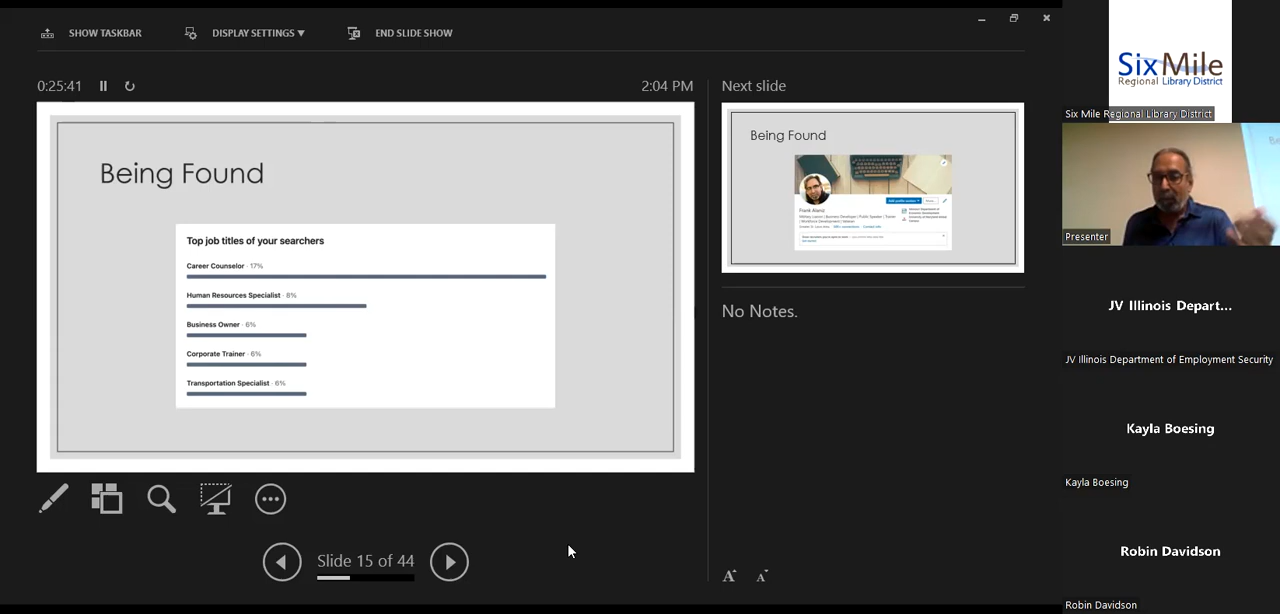 SHOW TASKBAR
DISPLAY SETTINGS ▼
END SLIDE SHOW
0:25:41
2:04 PM
Being Found
Top job titles of your searchers
Career Counselor · 17%
Human Resources Specialist · 8%
Business Owner · 6%
Corporate Trainer · 6%
Transportation Specialist · 6%
Slide 15 of 44
Next slide
Being Found
Frank Alaniz
No Notes.
A A
SixMile
Regional Library District
Six Mile Regional Library District
Presenter
JV Illinois Depart...
JV Illinois Department of Employment Security
Kayla Boesing
Kayla Boesing
Robin Davidson
Robin Davidson